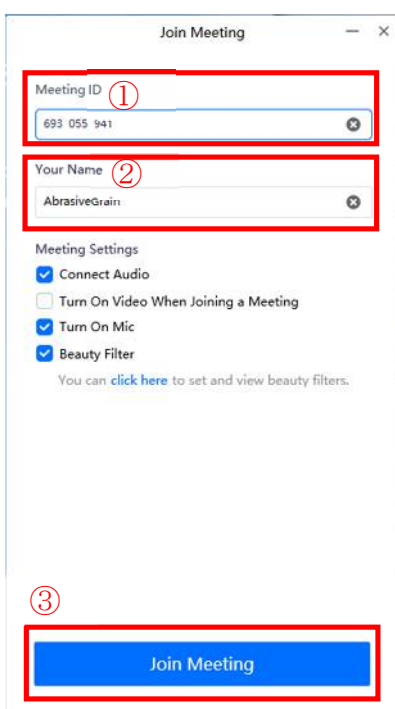 Join Meeting
Meeting ID ①
693 055 941
Your Name ②
AbrasiveGrain
Meeting Settings
Connect Audio
Turn On Video When Joining a Meeting
Turn On Mic
Beauty Filter
You can click here to set and view beauty filters.
③
Join Meeting